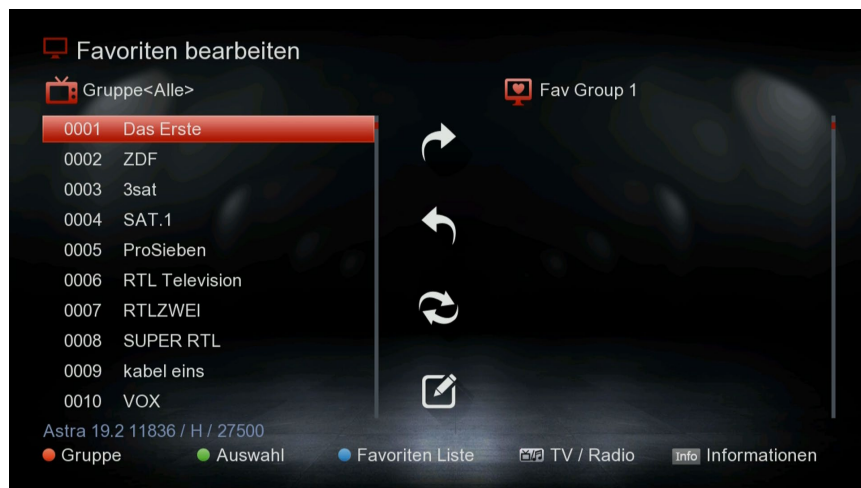 Favoriten bearbeiten
Gruppe<Alle>
Fav Group 1
0001 Das Erste
0002 ZDF
0003 3sat
0004 SAT.1
0005 ProSieben
0006 RTL Television
0007 RTLZWEI
0008 SUPER RTL
0009 kabel eins
0010 VOX
Astra 19.2 11836 / H / 27500
Gruppe Auswahl Favoriten Liste TV / Radio Info Informationen